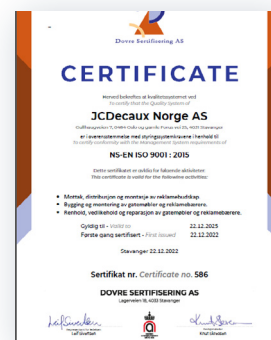 Dovre Sertifisering AS
CERTIFICATE
Herved bekreftes at kvalitetssystemet ved
To certify that the Quality System of
JCDecaux Norge AS
er i overensstemmelse med styringssystemkravene i henhold til
To certify conformity with the Management System requirements of
NS-EN ISO 9001 : 2015
Dette sertifikatet er gyldig for følgende aktiviteter
This certificate is valid for the following activities:
• Mottak, distribusjon og montasje av reklamebudskap.
• Bygging og montering av gatemøbler og reklamebærere.
• Renhold, vedlikehold og reparasjon av gatemøbler og reklamebærere.
Gyldig til - Valid to 22.12.2025
Første gang sertifisert - First issued 22.12.2022
Stavanger 22.12.2022
Sertifikat nr. Certificate no. 586
DOVRE SERTIFISERING AS
Lagerveien 18, 4033 Stavanger